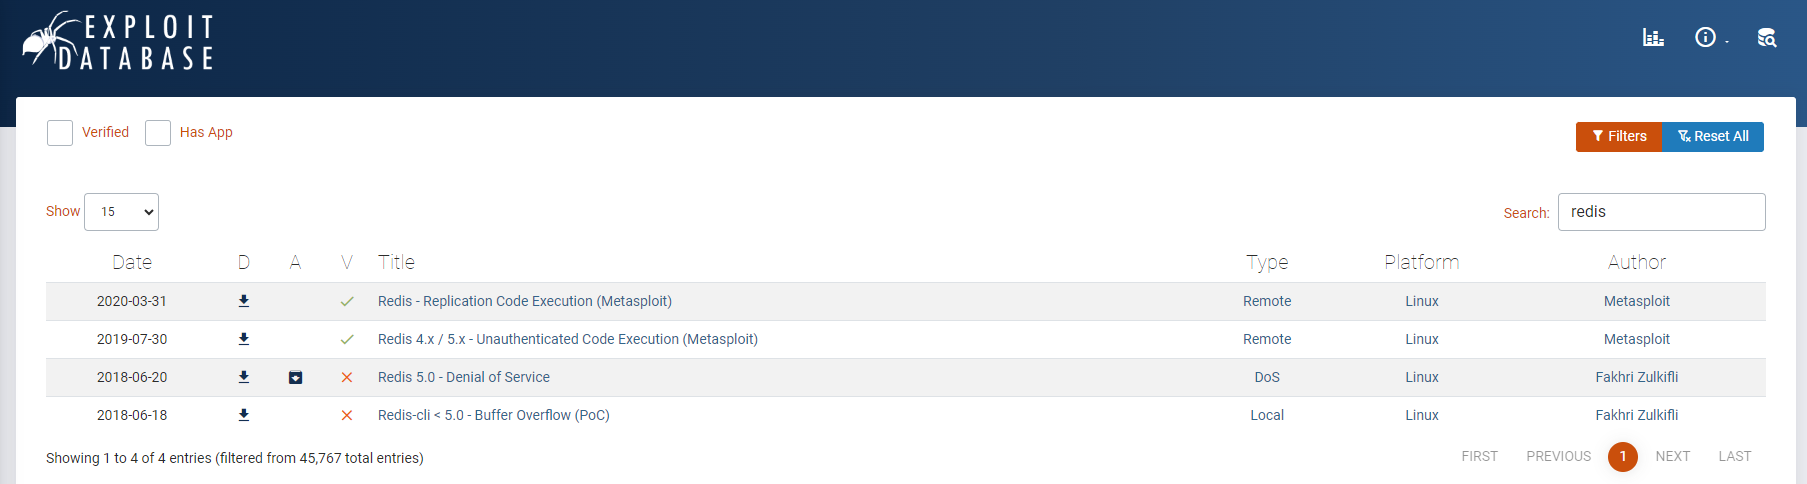 EXPLOIT
DATABASE
Verified Has App Filters Reset All
Show 15 Search: redis
Date D A V Title Type Platform Author
2020-03-31 Redis - Replication Code Execution (Metasploit) Remote Linux Metasploit
2019-07-30 Redis 4.x / 5.x - Unauthenticated Code Execution (Metasploit) Remote Linux Metasploit
2018-06-20 Redis 5.0 - Denial of Service DoS Linux Fakhri Zulkifli
2018-06-18 Redis-cli < 5.0 - Buffer Overflow (PoC) Local Linux Fakhri Zulkifli
Showing 1 to 4 of 4 entries (filtered from 45,767 total entries) FIRST PREVIOUS 1 NEXT LAST